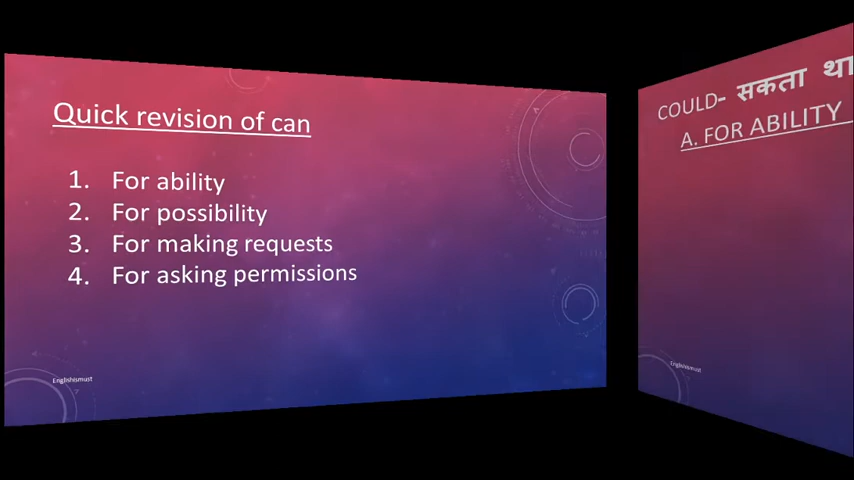 Quick revision of can
1. For ability
2. For possibility
3. For making requests
4. For asking permissions
Englishismust
COULD- सकता था
A. FOR ABILITY
Englishismust